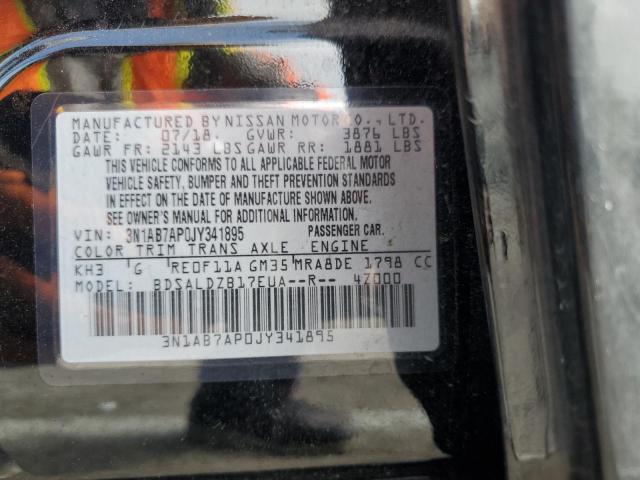 MANUFACTURED BY NISSAN MOTOR CO., LTD.
DATE: 07/18. GVWR: 3876 LBS
GAWR FR: 2143 LBS GAWR RR: 1881 LBS
THIS VEHICLE CONFORMS TO ALL APPLICABLE FEDERAL MOTOR
VEHICLE SAFETY, BUMPER AND THEFT PREVENTION STANDARDS
IN EFFECT ON THE DATE OF MANUFACTURE SHOWN ABOVE.
SEE OWNER'S MANUAL FOR ADDITIONAL INFORMATION.
VIN: 3N1AB7AP0JY341895 PASSENGER CAR.
COLOR TRIM TRANS AXLE ENGINE
KH3 G RE0F11A GM35 MRA8DE 1798 CC
MODEL: BDSALDZB17EUA--R-- 4Z000
3N1AB7AP0JY341895